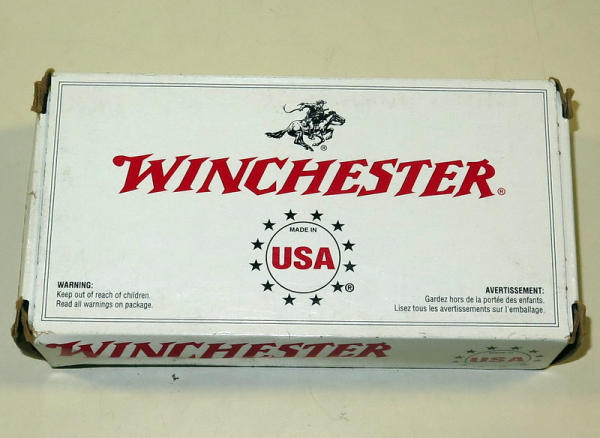 WINCHESTER®
MADE IN
USA
®
WARNING:
Keep out of reach of children.
Read all warnings on package.
AVERTISSEMENT:
Gardez hors de la portée des enfants.
Lisez tous les avertissements sur l'emballage.
WINCHESTER
USA